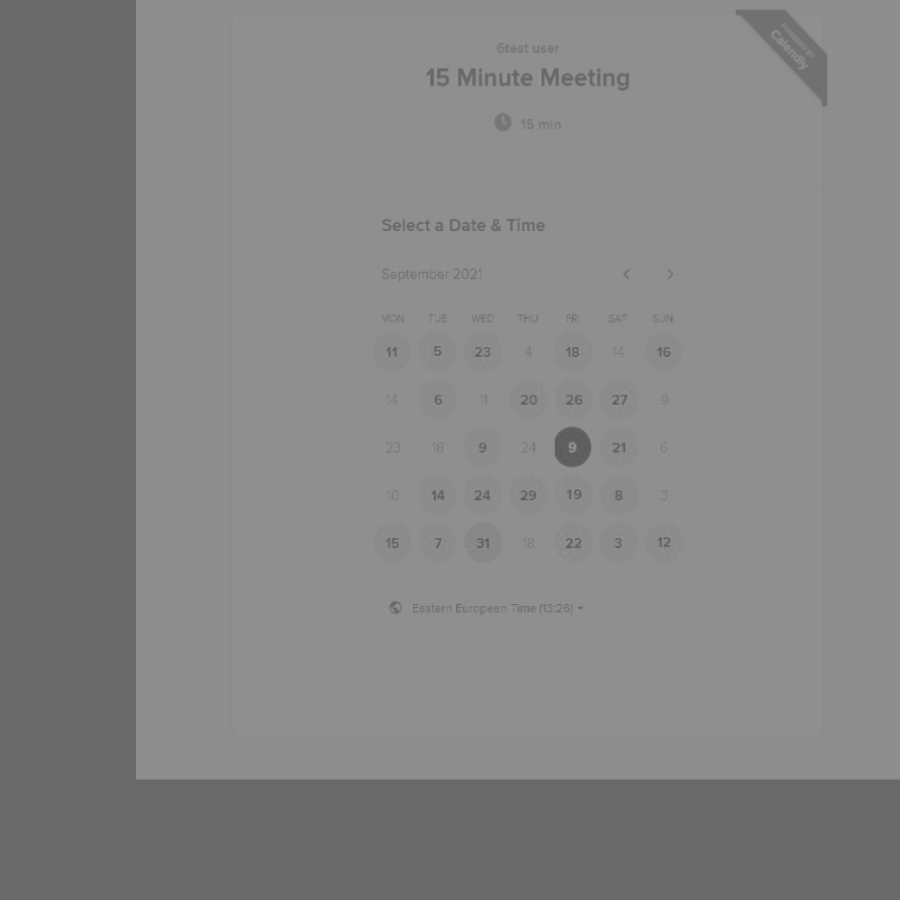 POWERED BY
Calendly
6test user
15 Minute Meeting
15 min
Select a Date & Time
September 2021
MON TUE WED THU FRI SAT SUN
11 5 23 4 18 14 16
14 6 11 20 26 27 9
23 18 9 24 9 21 6
10 14 24 29 19 8 3
15 7 31 18 22 3 12
Eastern European Time (13:26)